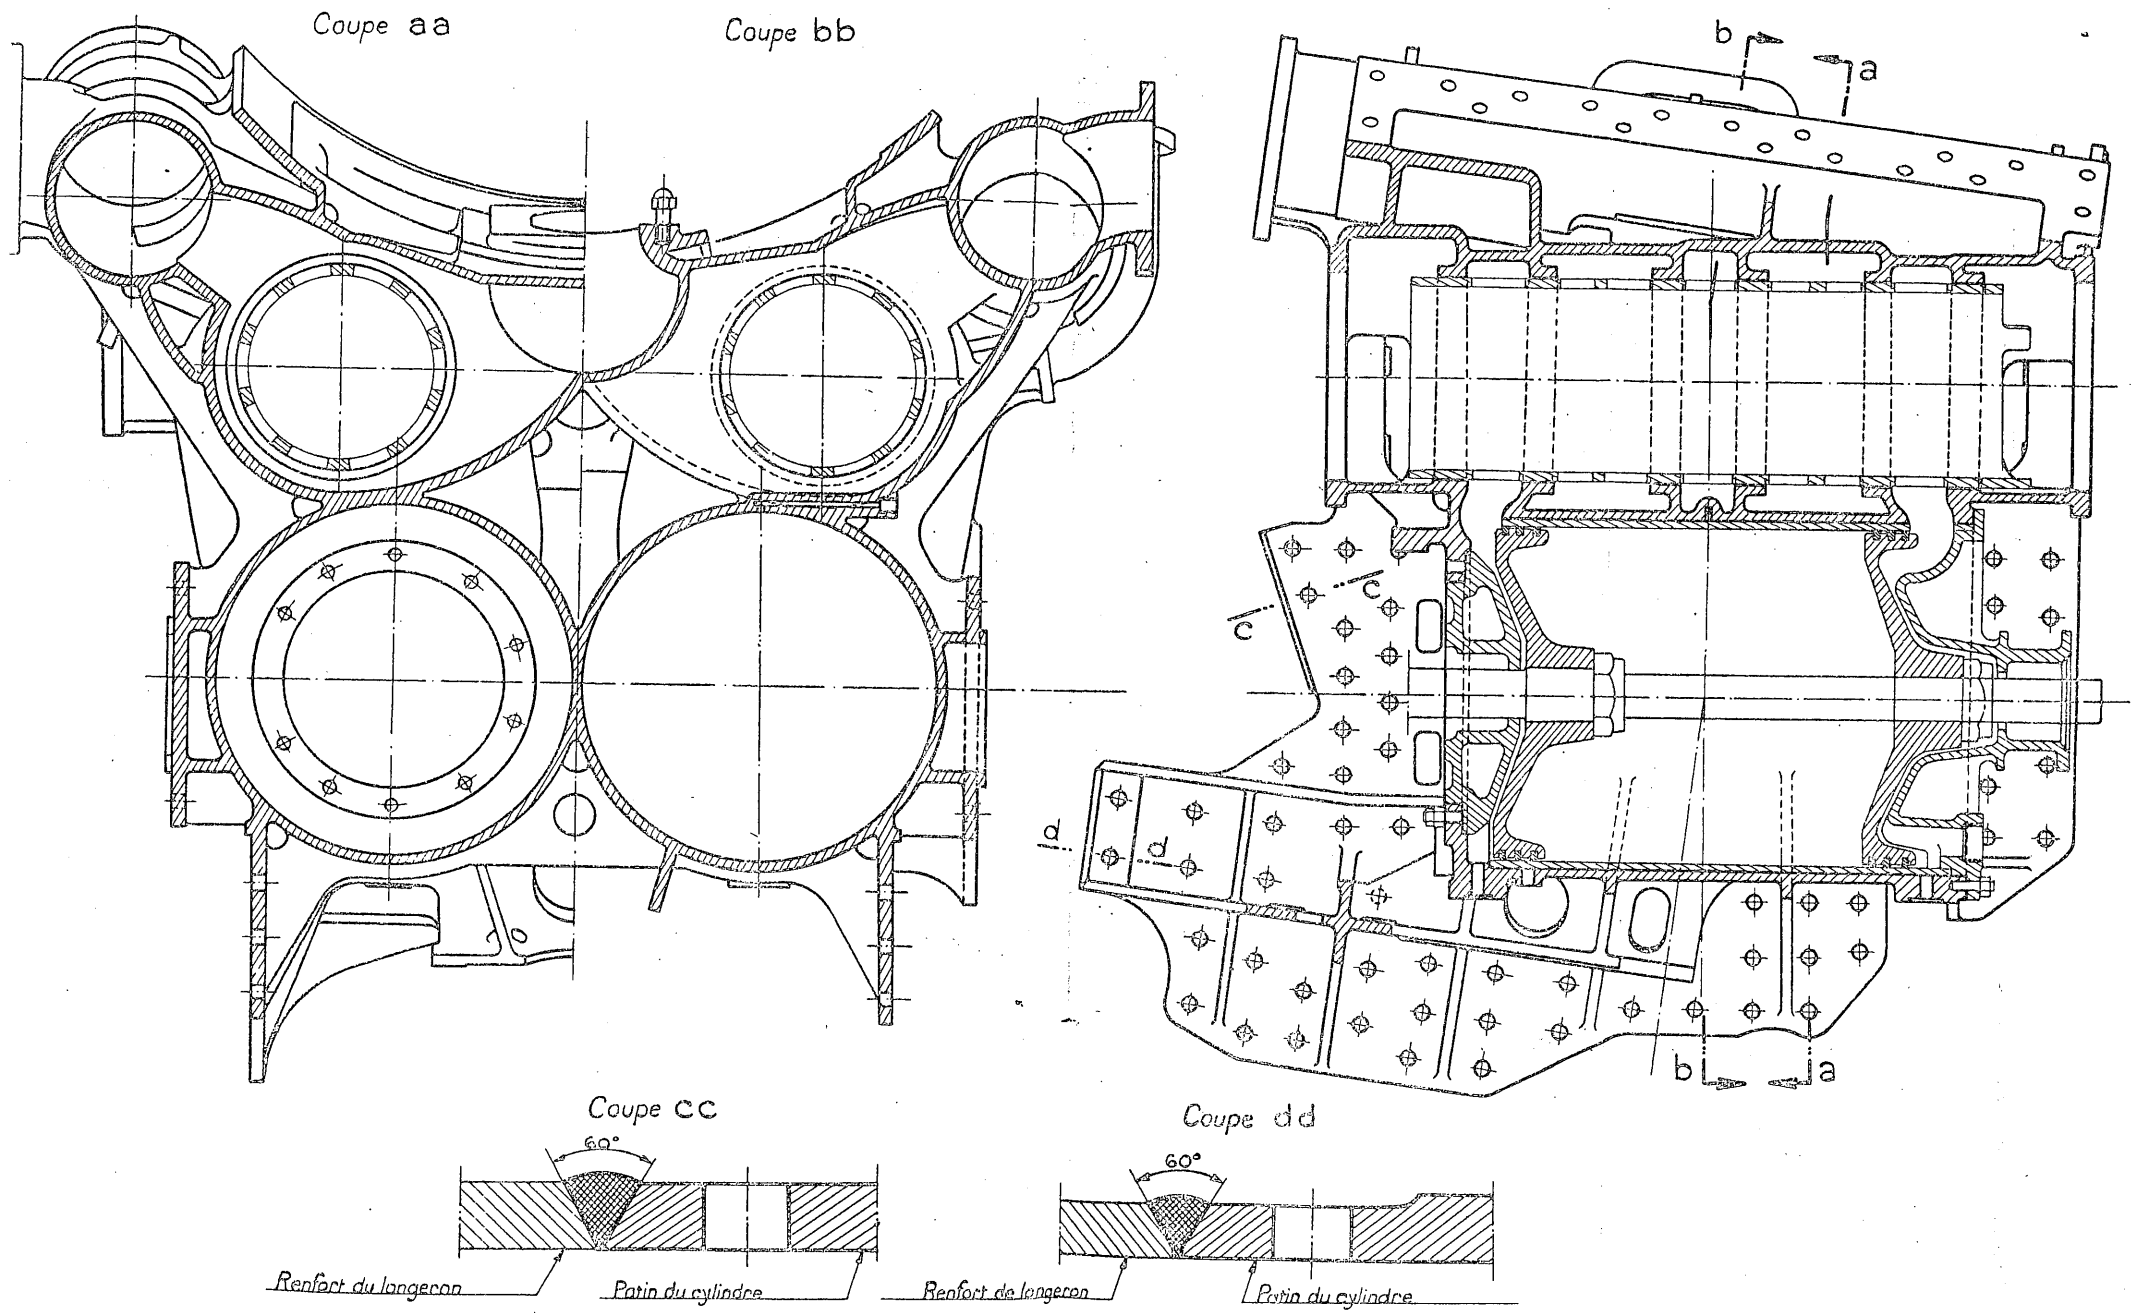 Coupe aa
Coupe bb
b
a
c
c
d
d
b
a
Coupe cc
Coupe dd
60°
60°
Renfort du longeron
Patin du cylindre
Renfort de longeron
Patin du cylindre